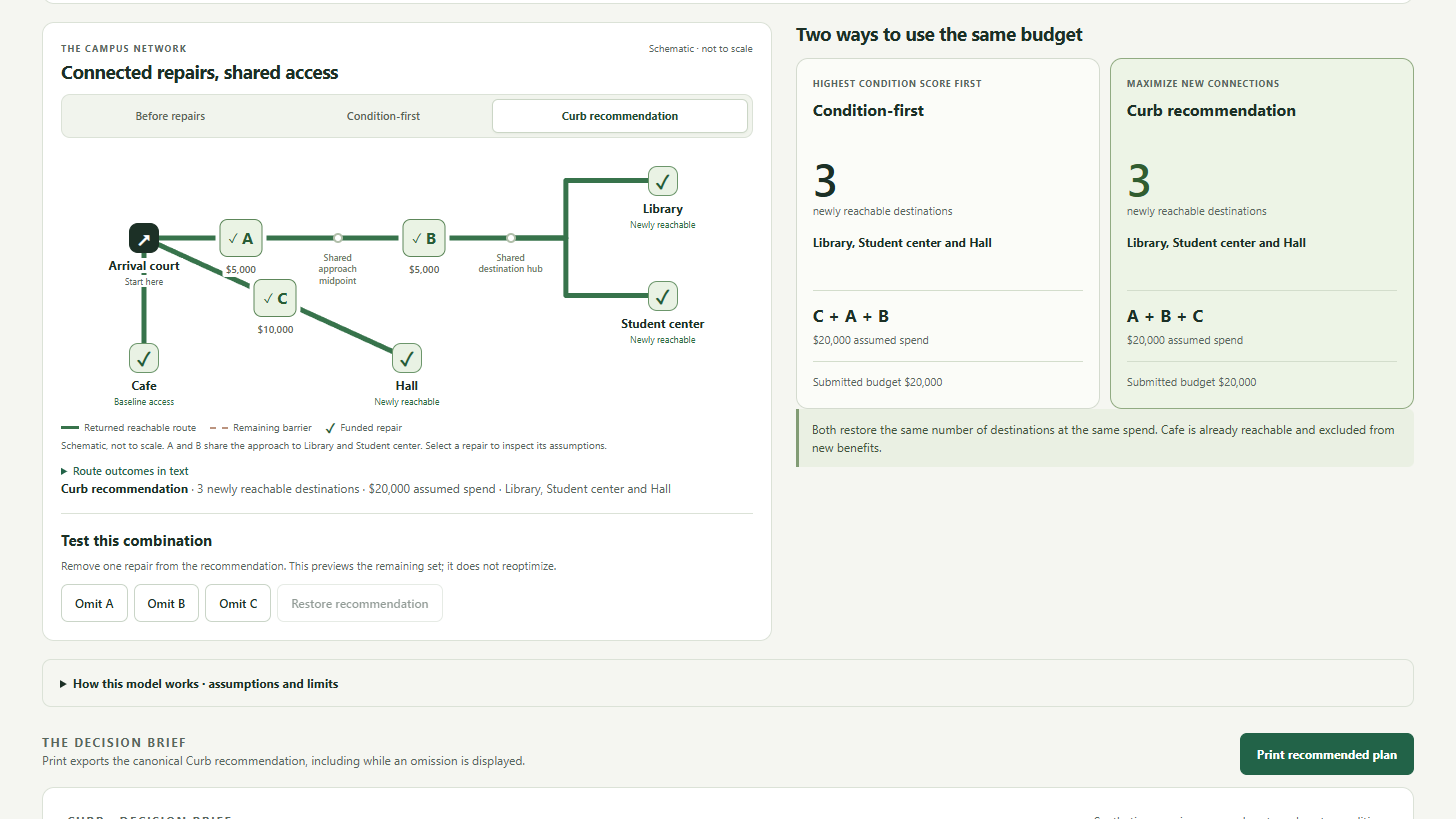 THE CAMPUS NETWORK
Schematic · not to scale
Connected repairs, shared access
Before repairs
Condition-first
Curb recommendation
Library
Newly reachable
✓ A
✓ B
Arrival court
Start here
$5,000
Shared
approach
midpoint
$5,000
Shared
destination hub
✓ C
$10,000
Student center
Newly reachable
Cafe
Baseline access
Hall
Newly reachable
Returned reachable route
Remaining barrier
Funded repair
Schematic, not to scale. A and B share the approach to Library and Student center. Select a repair to inspect its assumptions.
Route outcomes in text
Curb recommendation · 3 newly reachable destinations · $20,000 assumed spend · Library, Student center and Hall
Test this combination
Remove one repair from the recommendation. This previews the remaining set; it does not reoptimize.
Omit A
Omit B
Omit C
Restore recommendation
Two ways to use the same budget
HIGHEST CONDITION SCORE FIRST
Condition-first
3
newly reachable destinations
Library, Student center and Hall
C + A + B
$20,000 assumed spend
Submitted budget $20,000
MAXIMIZE NEW CONNECTIONS
Curb recommendation
3
newly reachable destinations
Library, Student center and Hall
A + B + C
$20,000 assumed spend
Submitted budget $20,000
Both restore the same number of destinations at the same spend. Cafe is already reachable and excluded from
new benefits.
How this model works · assumptions and limits
THE DECISION BRIEF
Print exports the canonical Curb recommendation, including while an omission is displayed.
Print recommended plan